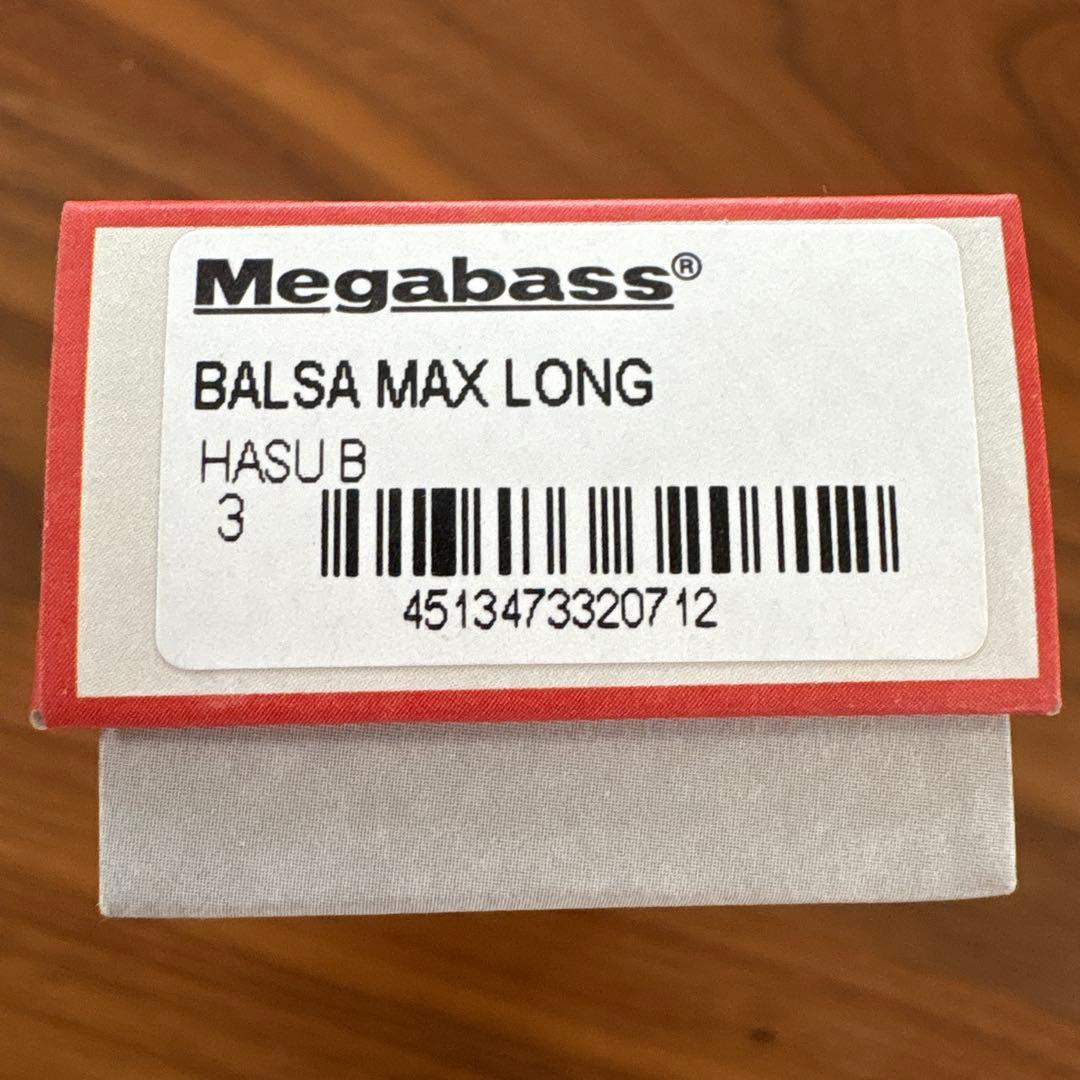 Megabass®
BALSA MAX LONG
HASU B
3
4513473320712